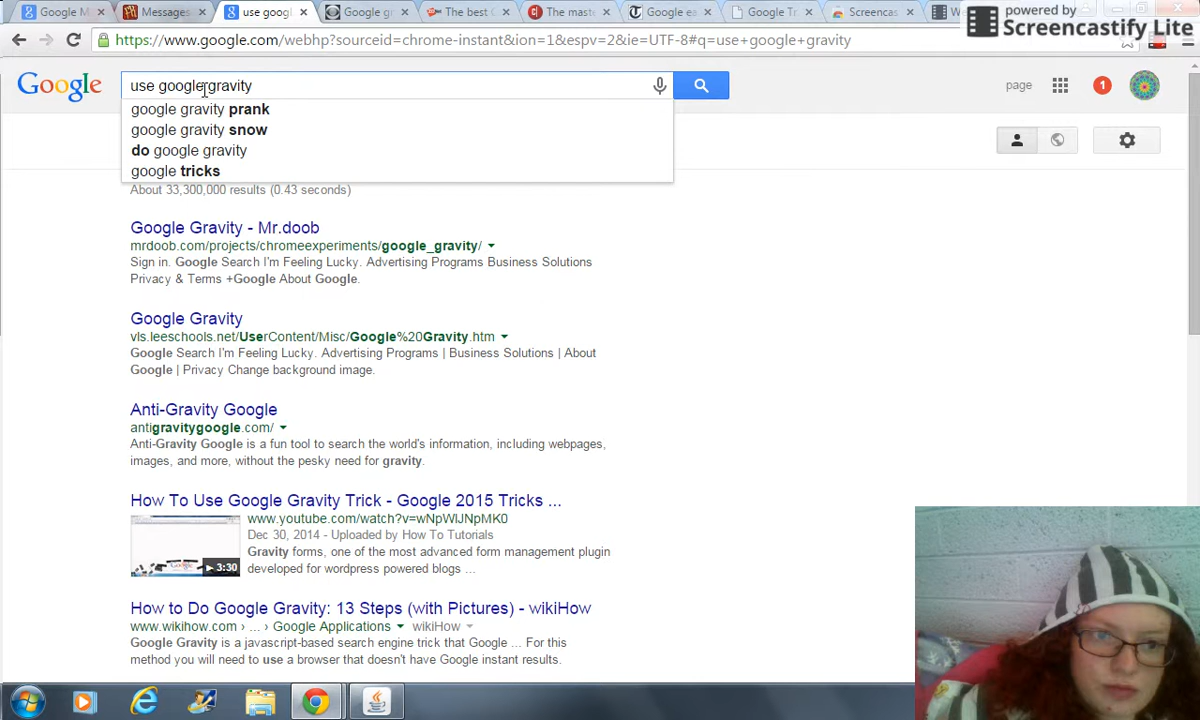 Google M
Messages
use googl
Google gr
The best
The maste
Google ea
Google Tr
Screencas
W
powered by
Screencastify Lite
https://www.google.com/webhp?sourceid=chrome-instant&ion=1&espv=2&ie=UTF-8#q=use+google+gravity
Google
use google gravity
page
1
google gravity prank
google gravity snow
do google gravity
google tricks
About 33,300,000 results (0.43 seconds)
Google Gravity - Mr.doob
mrdoob.com/projects/chromeexperiments/google_gravity/
Sign in. Google Search I'm Feeling Lucky. Advertising Programs Business Solutions
Privacy & Terms +Google About Google.
Google Gravity
vls.leeschools.net/UserContent/Misc/Google%20Gravity.htm
Google Search I'm Feeling Lucky. Advertising Programs | Business Solutions | About
Google | Privacy Change background image.
Anti-Gravity Google
antigravitygoogle.com/
Anti-Gravity Google is a fun tool to search the world's information, including webpages,
images, and more, without the pesky need for gravity.
How To Use Google Gravity Trick - Google 2015 Tricks ...
www.youtube.com/watch?v=wNpWlJNpMK0
Dec 30, 2014 - Uploaded by How To Tutorials
Gravity forms, one of the most advanced form management plugin
developed for wordpress powered blogs ...
3:30
How to Do Google Gravity: 13 Steps (with Pictures) - wikiHow
www.wikihow.com › ... › Google Applications wikiHow
Google Gravity is a javascript-based search engine trick that Google ... For this
method you will need to use a browser that doesn't have Google instant results.